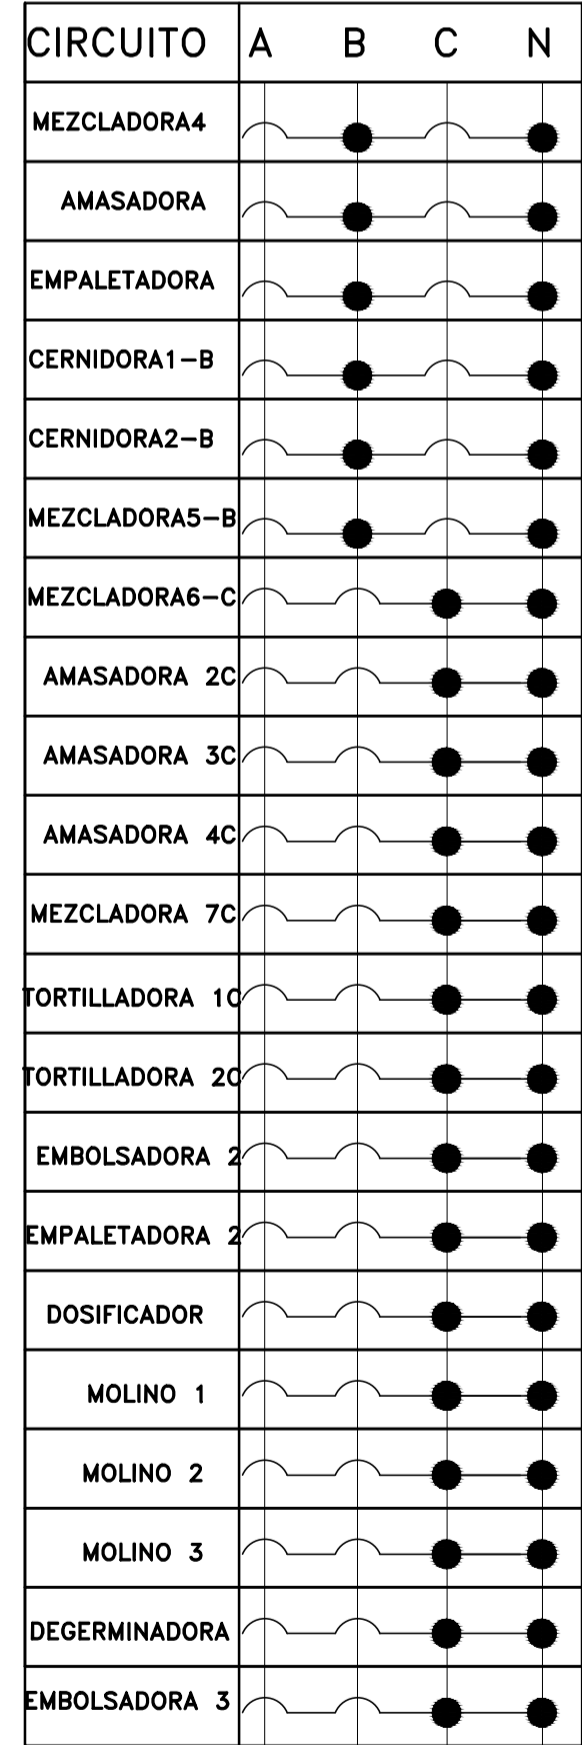 CIRCUITO A B C N
MEZCLADORA4
AMASADORA
EMPALETADORA
CERNIDORA1-B
CERNIDORA2-B
MEZCLADORA5-B
MEZCLADORA6-C
AMASADORA 2C
AMASADORA 3C
AMASADORA 4C
MEZCLADORA 7C
TORTILLADORA 1C
TORTILLADORA 2C
EMBOLSADORA 2
EMPALETADORA 2
DOSIFICADOR
MOLINO 1
MOLINO 2
MOLINO 3
DEGERMINADORA
EMBOLSADORA 3